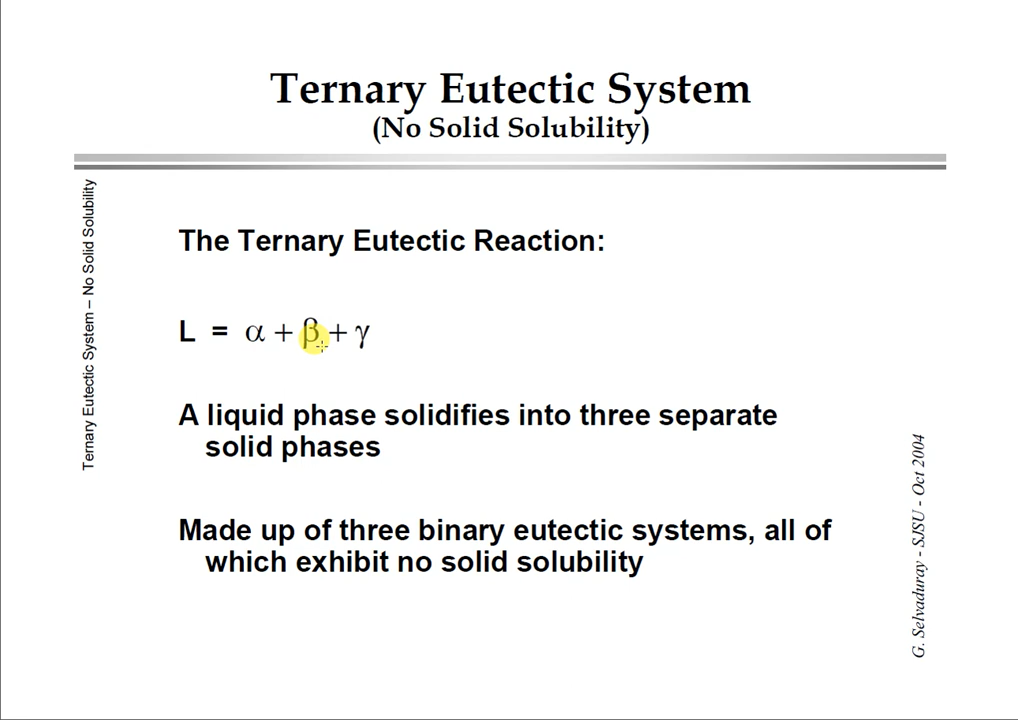 Ternary Eutectic System
(No Solid Solubility)
Ternary Eutectic System – No Solid Solubility
The Ternary Eutectic Reaction:
L = α + β + γ
A liquid phase solidifies into three separate
solid phases
Made up of three binary eutectic systems, all of
which exhibit no solid solubility
G. Selvaduray - SJSU - Oct 2004